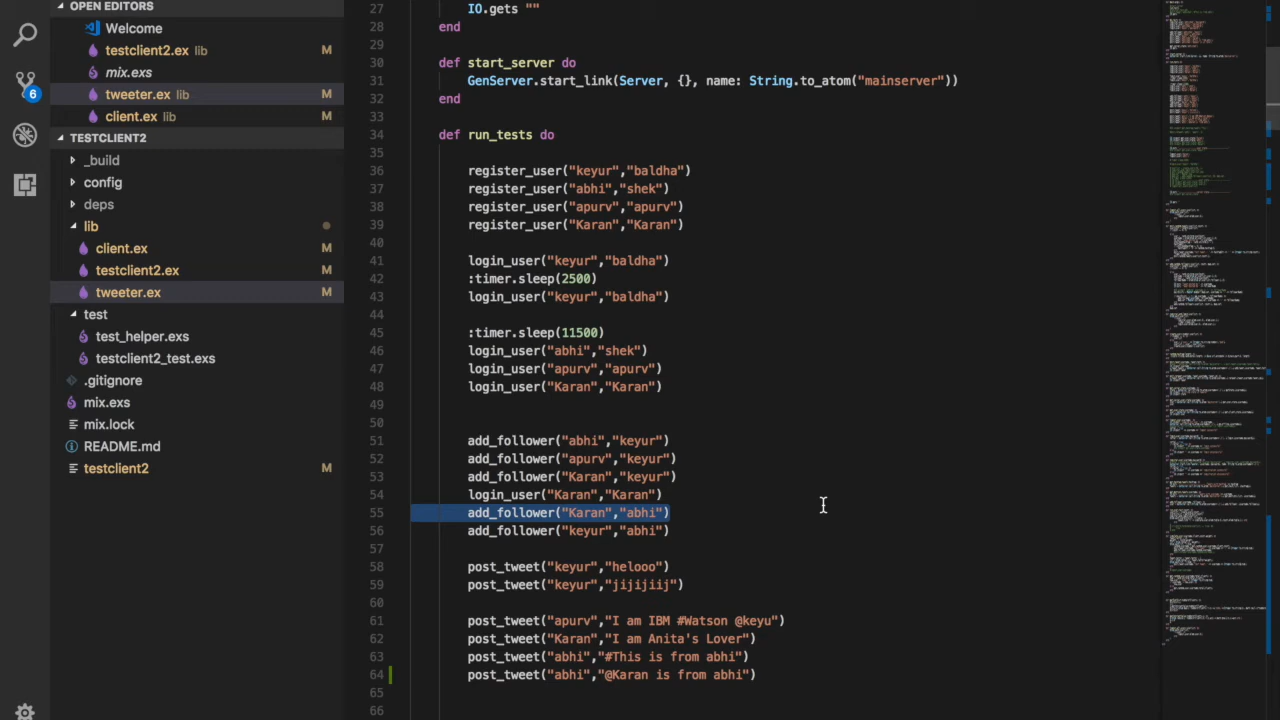 OPEN EDITORS
Welcome
testclient2.ex lib M
mix.exs
6
tweeter.ex lib M
client.ex lib M
TESTCLIENT2
_build
config
deps
lib
client.ex M
testclient2.ex M
tweeter.ex M
test
test_helper.exs
testclient2_test.exs
.gitignore
mix.exs
mix.lock
README.md
testclient2 M
27 IO.gets ""
28 end
29
30 def start_server do
31 GenServer.start_link(Server, {}, name: String.to_atom("mainserver"))
32 end
33
34 def run_tests do
35
36 register_user("keyur","baldha")
37 register_user("abhi","shek")
38 register_user("apurv","apurv")
39 register_user("Karan","Karan")
40
41 login_user("keyur","baldha")
42 :timer.sleep(2500)
43 login_user("keyur","baldha")
44
45 :timer.sleep(11500)
46 login_user("abhi","shek")
47 login_user("apurv","apurv")
48 login_user("Karan","Karan")
49
50
51 add_follower("abhi","keyur")
52 add_follower("apurv","keyur")
53 add_follower("Karan","keyur")
54 login_user("Karan","Karan")
55 add_follower("Karan","abhi")
56 add_follower("keyur","abhi")
57
58 post_tweet("keyur","helooo")
59 post_tweet("keyur","jijijiij")
60
61 post_tweet("apurv","I am IBM #Watson @keyu")
62 post_tweet("Karan","I am Anita's Lover")
63 post_tweet("abhi","#This is from abhi")
64 post_tweet("abhi","@Karan is from abhi")
65
66